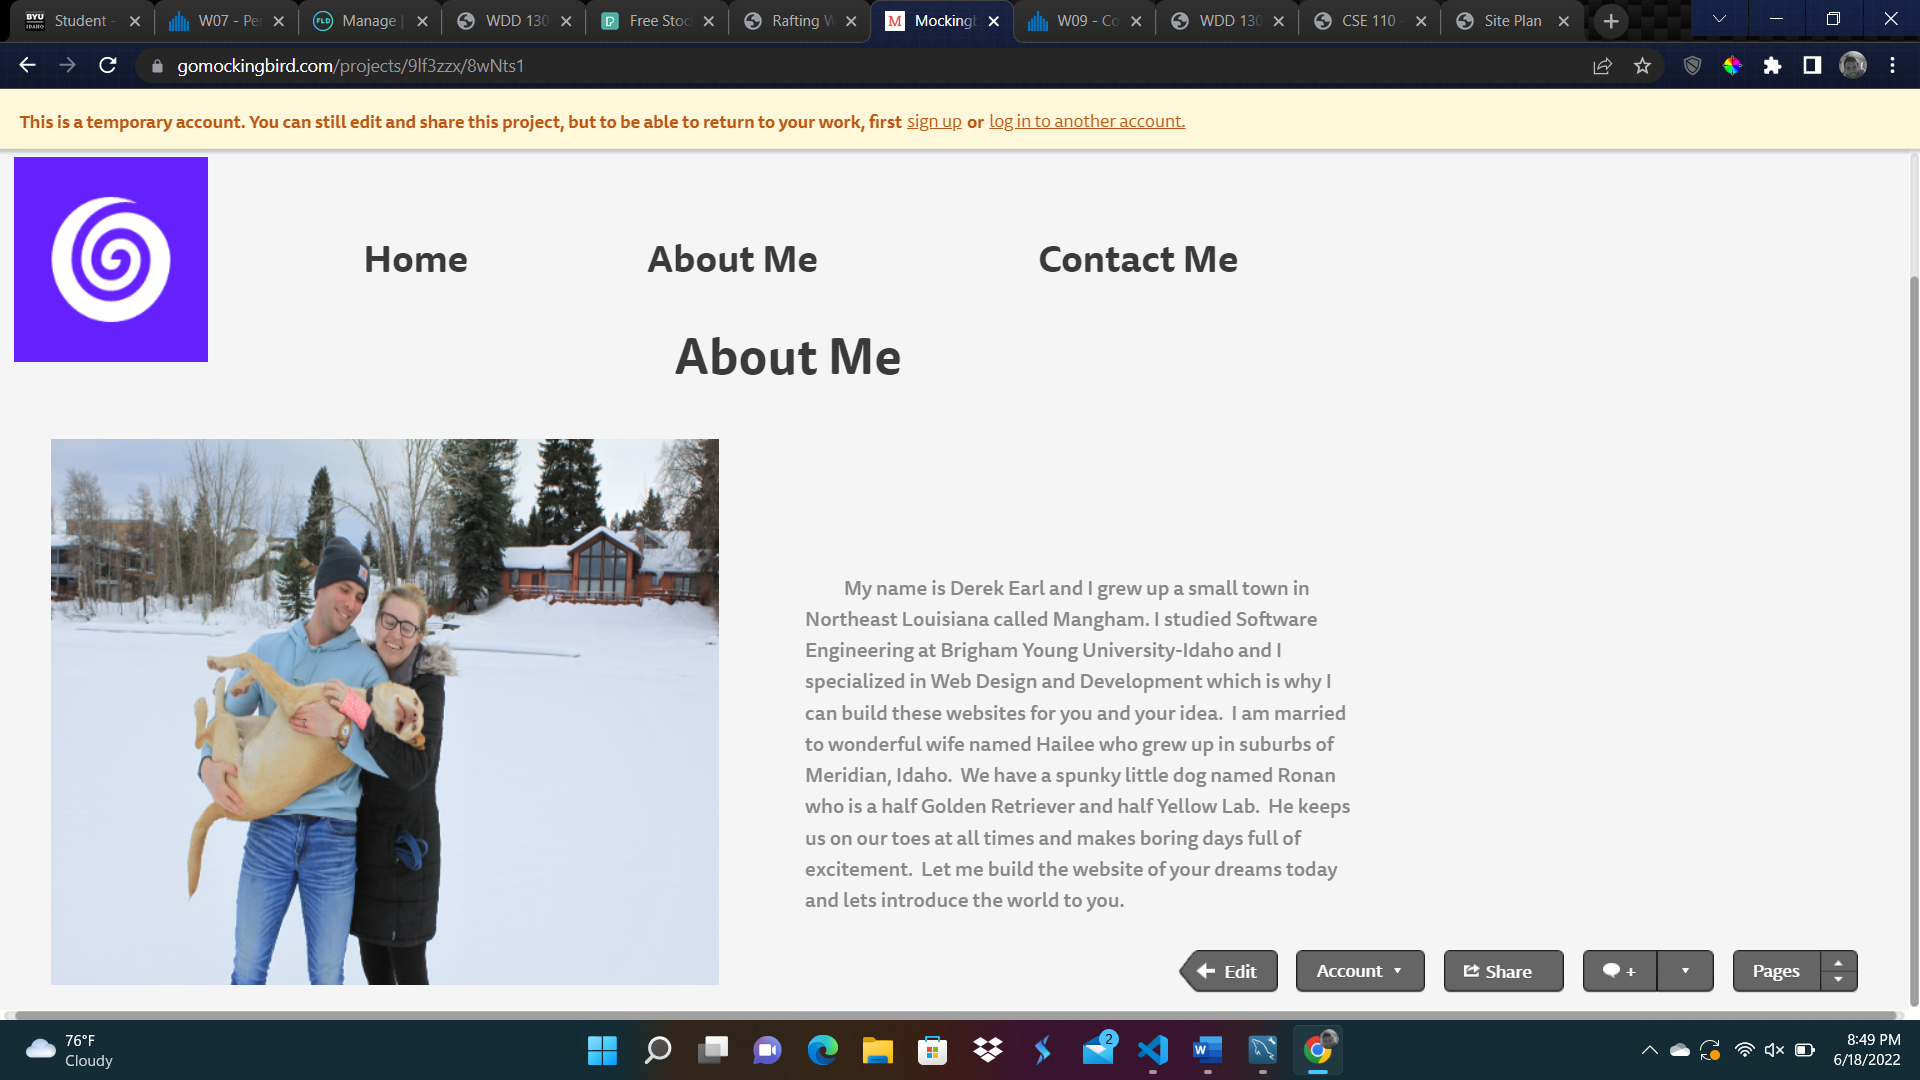 BYU
IDAHO
Student -
W07 - Pe
FLD
Manage
WDD 130
Free Stoc
Rafting W
M
Mockingb
W09 - Co
WDD 130
CSE 110 -
Site Plan
gomockingbird.com/projects/9lf3zzx/8wNts1
This is a temporary account. You can still edit and share this project, but to be able to return to your work, first sign up or log in to another account.
Home
About Me
Contact Me
About Me
My name is Derek Earl and I grew up a small town in
Northeast Louisiana called Mangham. I studied Software
Engineering at Brigham Young University-Idaho and I
specialized in Web Design and Development which is why I
can build these websites for you and your idea.  I am married
to wonderful wife named Hailee who grew up in suburbs of
Meridian, Idaho.  We have a spunky little dog named Ronan
who is a half Golden Retriever and half Yellow Lab.  He keeps
us on our toes at all times and makes boring days full of
excitement.  Let me build the website of your dreams today
and lets introduce the world to you.
Edit
Account
Share
+
Pages
76°F
Cloudy
2
W
8:49 PM
6/18/2022